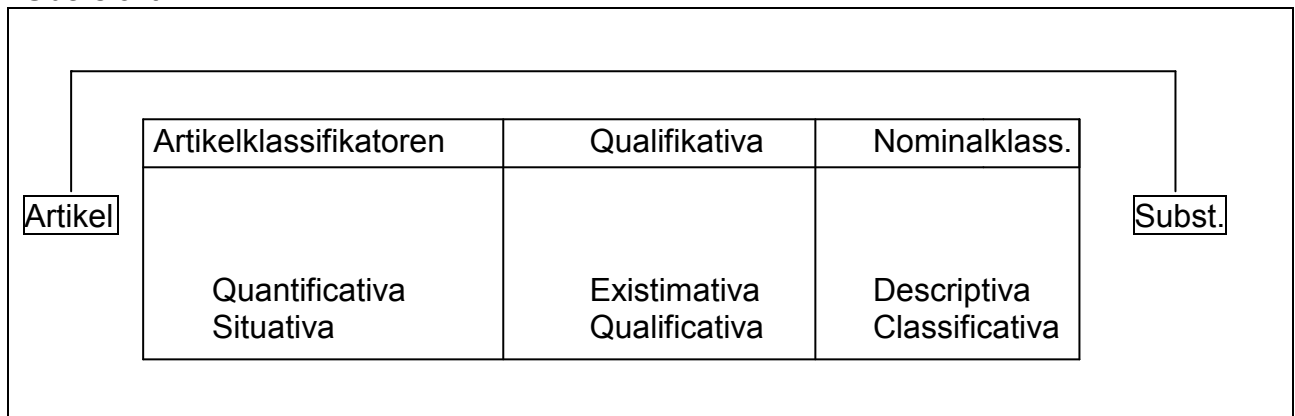 Artikelklassifikatoren Qualifikativa Nominalklass.
Artikel Subst.
Quantificativa Existimativa Descriptiva
Situativa Qualificativa Classificativa